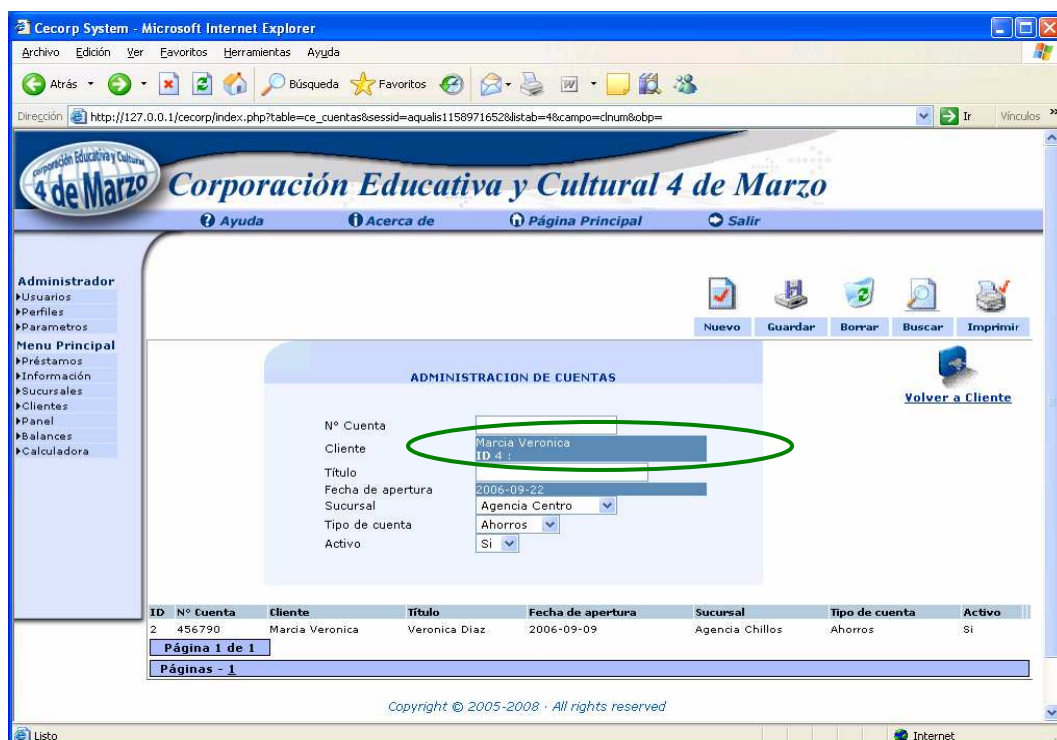 Cecorp System - Microsoft Internet Explorer
Archivo Edición Ver Favoritos Herramientas Ayuda
Atrás Búsqueda Favoritos
Dirección http://127.0.0.1/cecorp/index.php?table=ce_cuentas&sessid=aqualis1158971652&listab=4&campo=clnum&obp= Ir Vínculos »
corporación Educativa y Cultural
4 de Marzo
Corporación Educativa y Cultural 4 de Marzo
Ayuda Acerca de Página Principal Salir
Administrador
Usuarios
Perfiles
Parametros
Menu Principal
Préstamos
Información
Sucursales
Clientes
Panel
Balances
Calculadora
Nuevo Guardar Borrar Buscar Imprimir
Volver a Cliente
ADMINISTRACION DE CUENTAS
Nº Cuenta
Cliente Marcia Veronica
ID 4 :
Título
Fecha de apertura 2006-09-22
Sucursal Agencia Centro
Tipo de cuenta Ahorros
Activo Si
ID Nº Cuenta Cliente Título Fecha de apertura Sucursal Tipo de cuenta Activo
2 456790 Marcia Veronica Veronica Diaz 2006-09-09 Agencia Chillos Ahorros Si
Página 1 de 1
Páginas - 1
Copyright © 2005-2008 · All rights reserved
Listo Internet